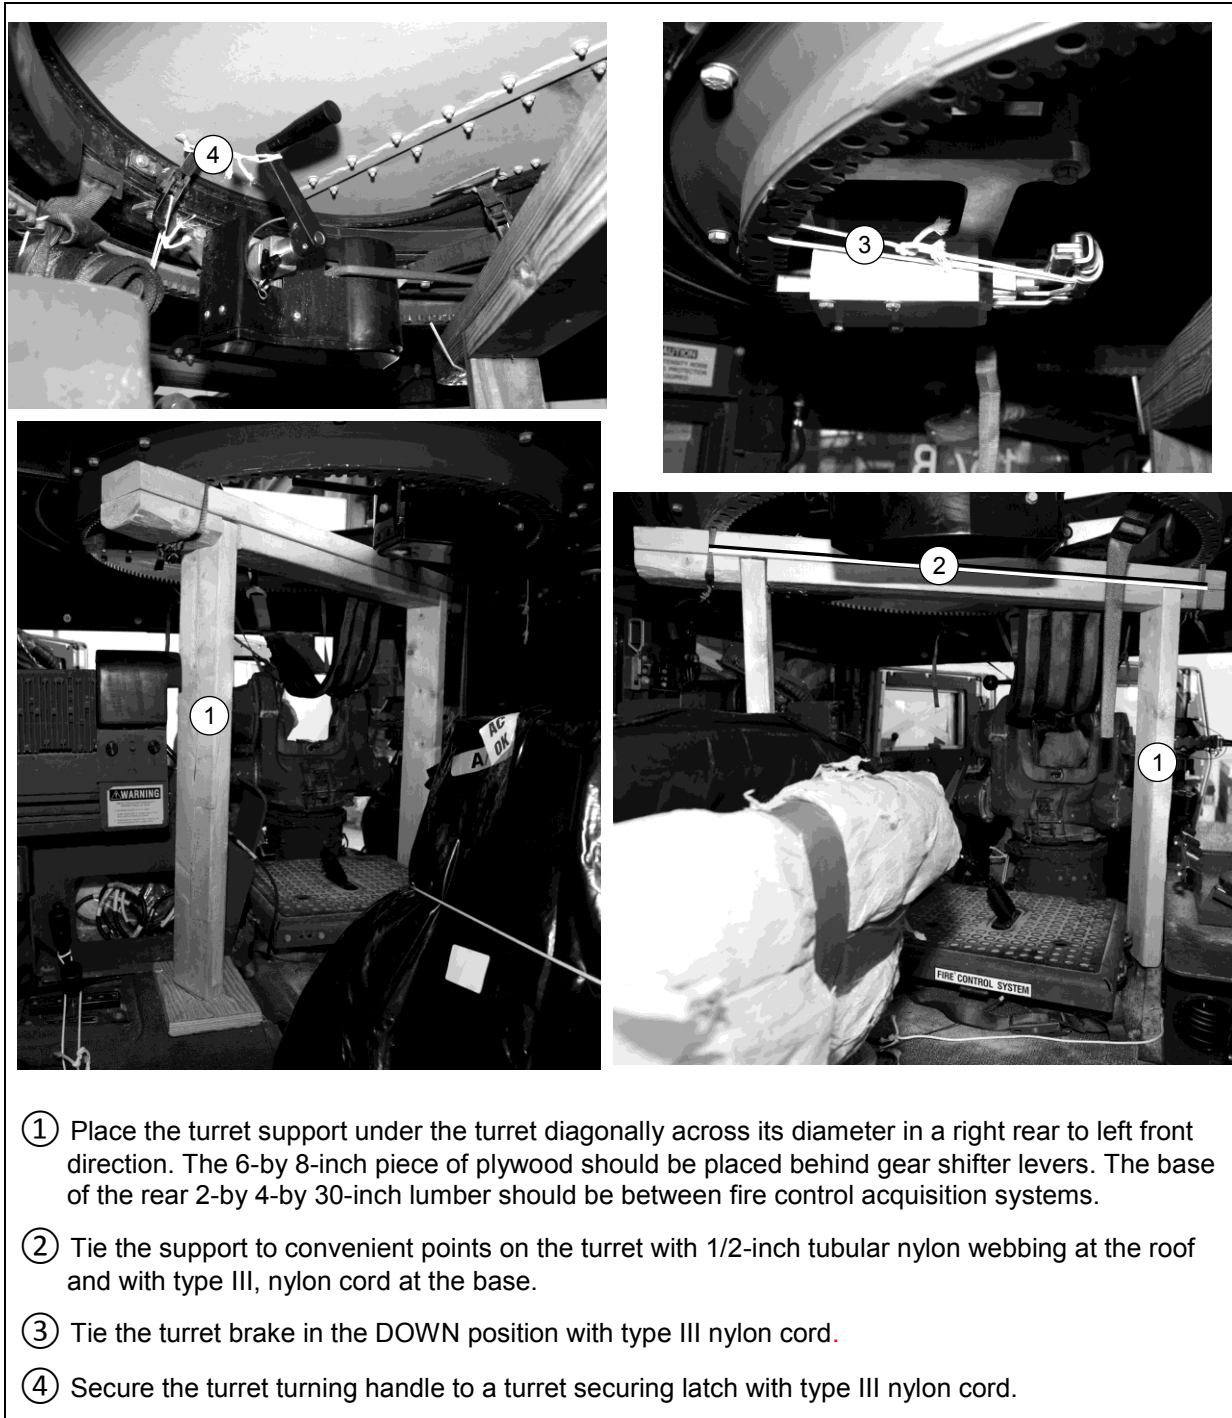 4
3
CAUTION
1
AC
OK
A
WARNING
2
1
FIRE CONTROL SYSTEM
① Place the turret support under the turret diagonally across its diameter in a right rear to left front
direction. The 6-by 8-inch piece of plywood should be placed behind gear shifter levers. The base
of the rear 2-by 4-by 30-inch lumber should be between fire control acquisition systems.
② Tie the support to convenient points on the turret with 1/2-inch tubular nylon webbing at the roof
and with type III, nylon cord at the base.
③ Tie the turret brake in the DOWN position with type III nylon cord.
④ Secure the turret turning handle to a turret securing latch with type III nylon cord.